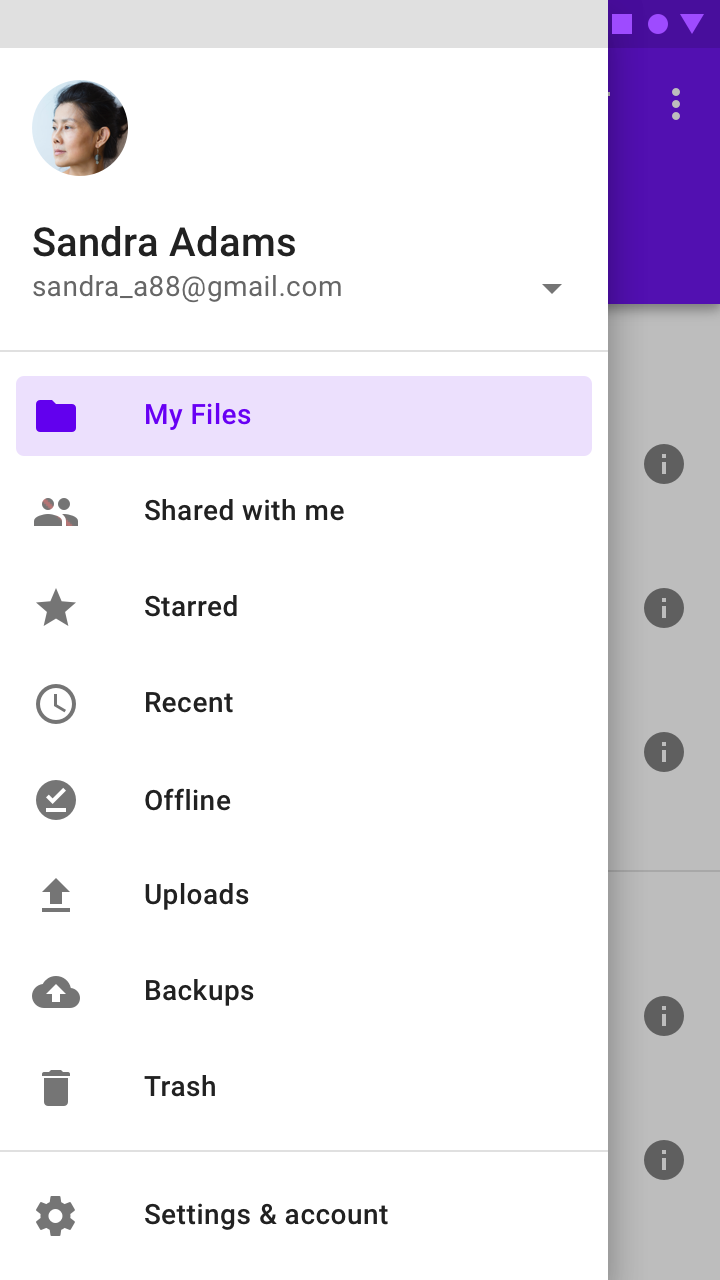 Sandra Adams
sandra_a88@gmail.com
My Files
Shared with me
Starred
Recent
Offline
Uploads
Backups
Trash
Settings & account